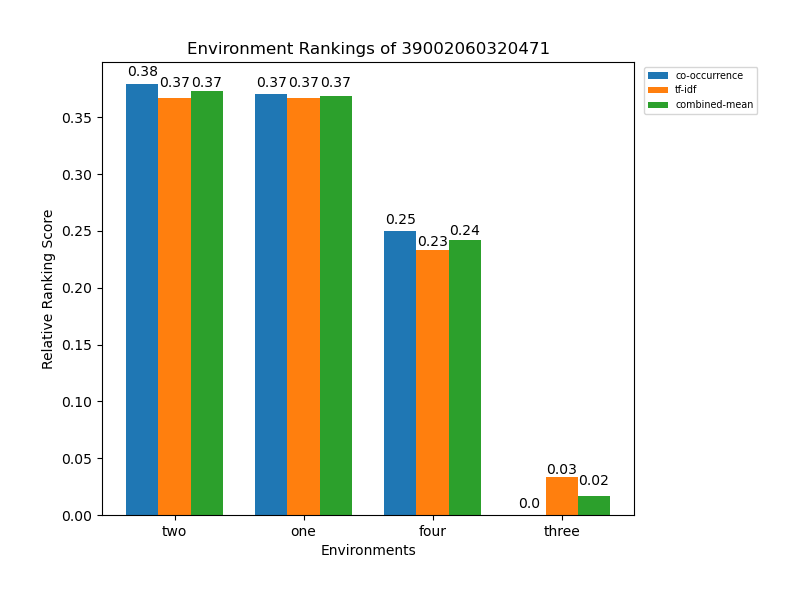 Environment Rankings of 39002060320471
co-occurrence
tf-idf
combined-mean
0.38
0.37
0.37
0.37
0.37
0.37
0.25
0.23
0.24
0.0
0.03
0.02
0.35
0.30
0.25
0.20
0.15
0.10
0.05
0.00
Relative Ranking Score
two
one
four
three
Environments